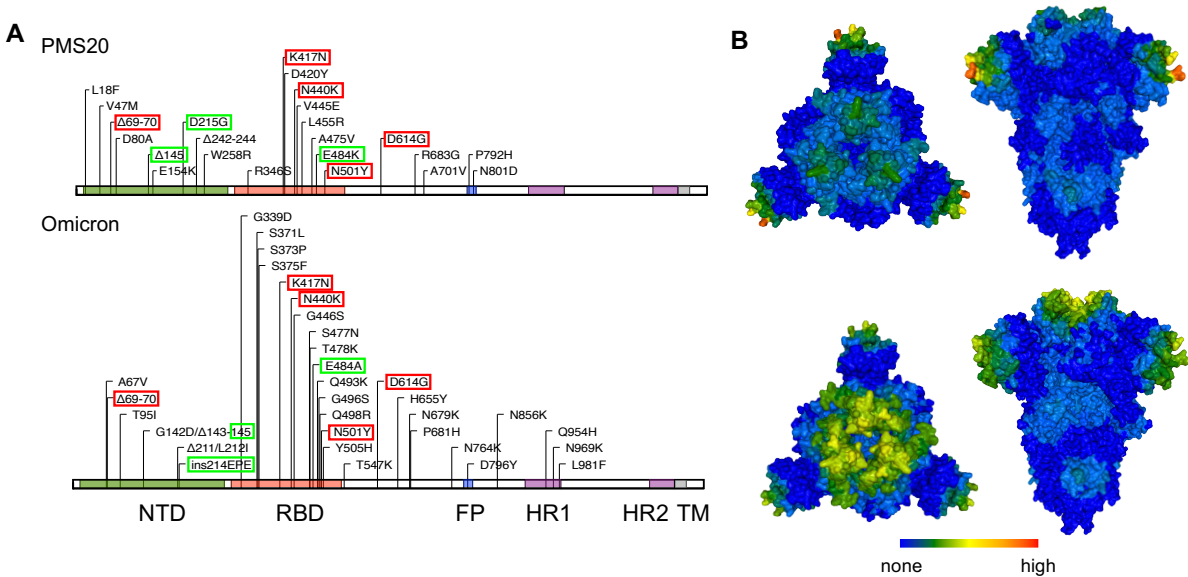 A
PMS20
K417N
D420Y
L18F
N440K
V47M
V445E
Δ69-70
D215G
L455R
D80A
Δ242-244
A475V
D614G
Δ145
W258R
E484K
R683G
P792H
E154K
R346S
N501Y
A701V
N801D
Omicron
G339D
S371L
S373P
S375F
K417N
N440K
G446S
S477N
T478K
E484A
A67V
Q493K
D614G
Δ69-70
G496S
H655Y
T95I
Q498R
N679K
N856K
G142D/Δ143-145
N501Y
P681H
Q954H
Δ211/L212I
Y505H
N764K
N969K
ins214EPE
T547K
D796Y
L981F
NTD
RBD
FP
HR1
HR2
TM
B
none
high